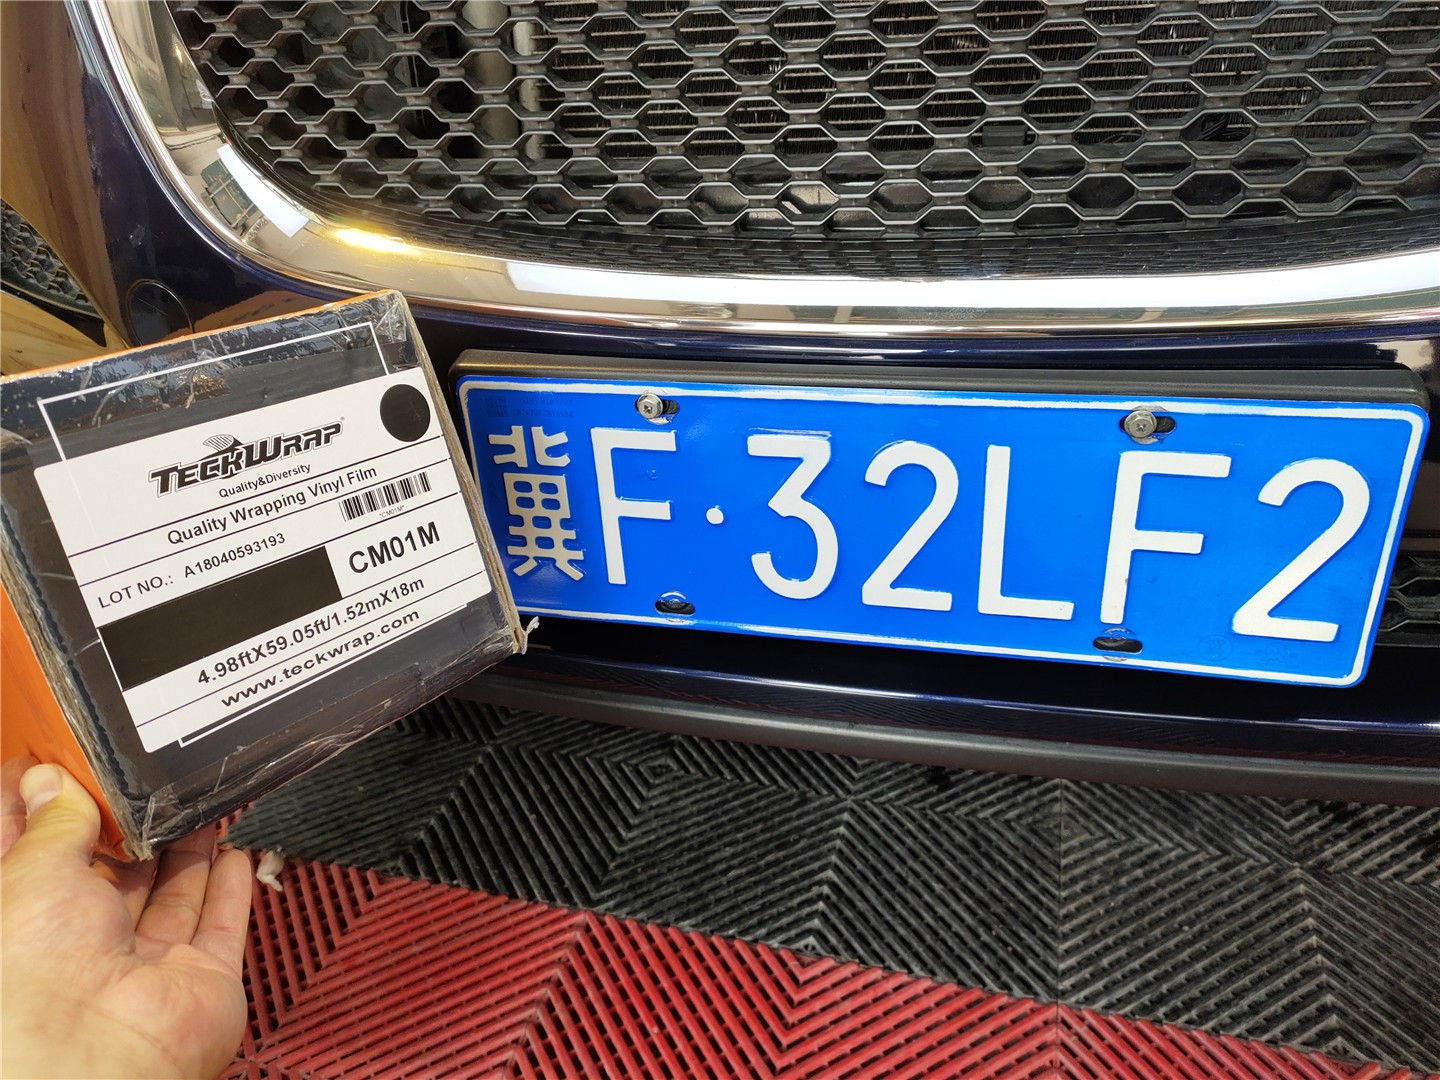 TECKWRAP
Quality&Diversity
Quality Wrapping Vinyl Film
*CM01M*
LOT NO.: A18040593193
CM01M
4.98ftX59.05ft/1.52mX18m
www.teckwrap.com
冀F·32LF2